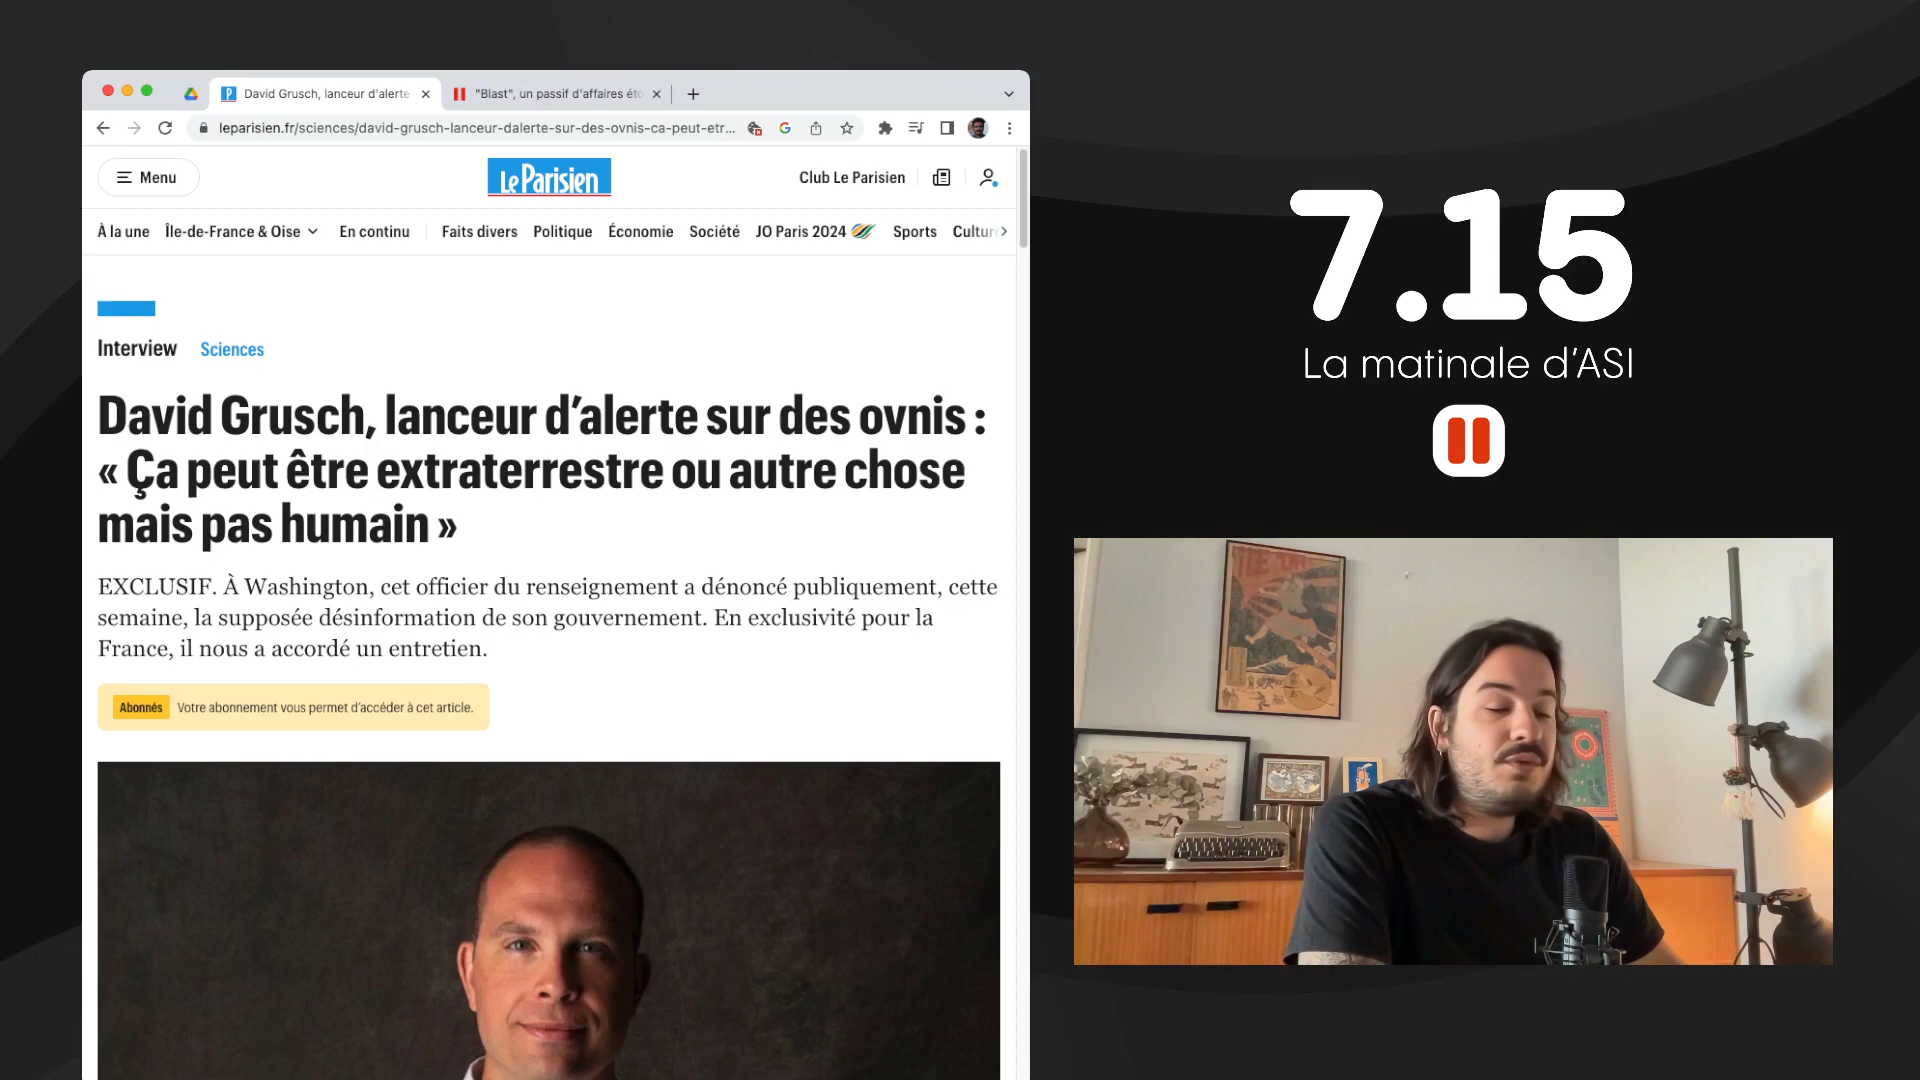 David Grusch, lanceur d'alerte
"Blast", un passif d'affaires éto
leparisien.fr/sciences/david-grusch-lanceur-dalerte-sur-des-ovnis-ca-peut-etr...
Menu
Le Parisien
Club Le Parisien
À la une
Île-de-France & Oise
En continu
Faits divers
Politique
Économie
Société
JO Paris 2024
Sports
Culture
Interview
Sciences
David Grusch, lanceur d’alerte sur des ovnis :
« Ça peut être extraterrestre ou autre chose
mais pas humain »
EXCLUSIF. À Washington, cet officier du renseignement a dénoncé publiquement, cette
semaine, la supposée désinformation de son gouvernement. En exclusivité pour la
France, il nous a accordé un entretien.
Abonnés
Votre abonnement vous permet d’accéder à cet article.
7.15
La matinale d’ASI